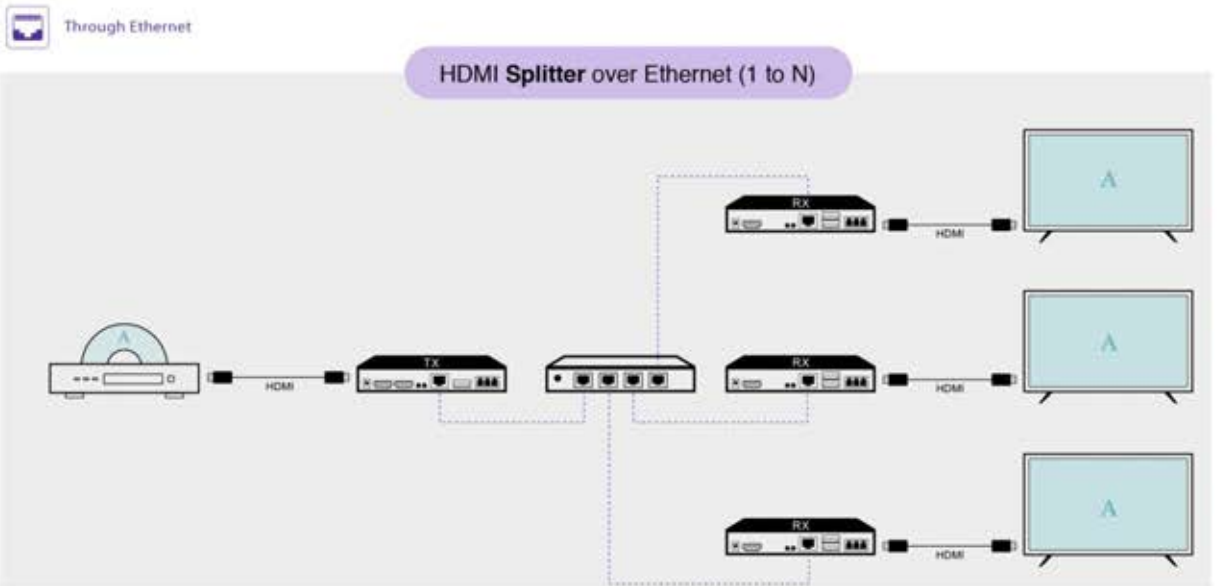 Through Ethernet
HDMI Splitter over Ethernet (1 to N)
RX
HDMI
A
A
HDMI
TX
RX
HDMI
A
RX
HDMI
A